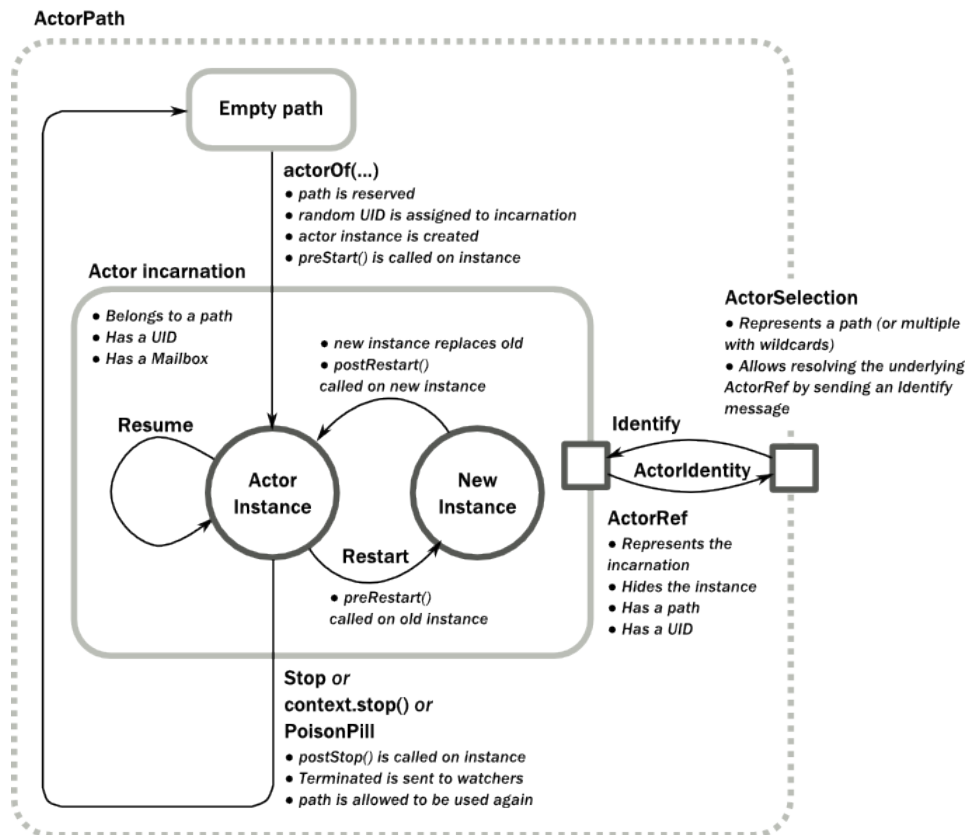 ActorPath
Empty path
actorOf(...)
● path is reserved
● random UID is assigned to incarnation
● actor instance is created
● preStart() is called on instance
Actor incarnation
● Belongs to a path
● Has a UID
● Has a Mailbox
● new instance replaces old
● postRestart()
called on new instance
Resume
Actor
Instance
New
Instance
Restart
● preRestart()
called on old instance
ActorSelection
● Represents a path (or multiple
with wildcards)
● Allows resolving the underlying
ActorRef by sending an Identify
message
Identify
ActorIdentity
ActorRef
● Represents the
incarnation
● Hides the instance
● Has a path
● Has a UID
Stop or
context.stop() or
PoisonPill
● postStop() is called on instance
● Terminated is sent to watchers
● path is allowed to be used again